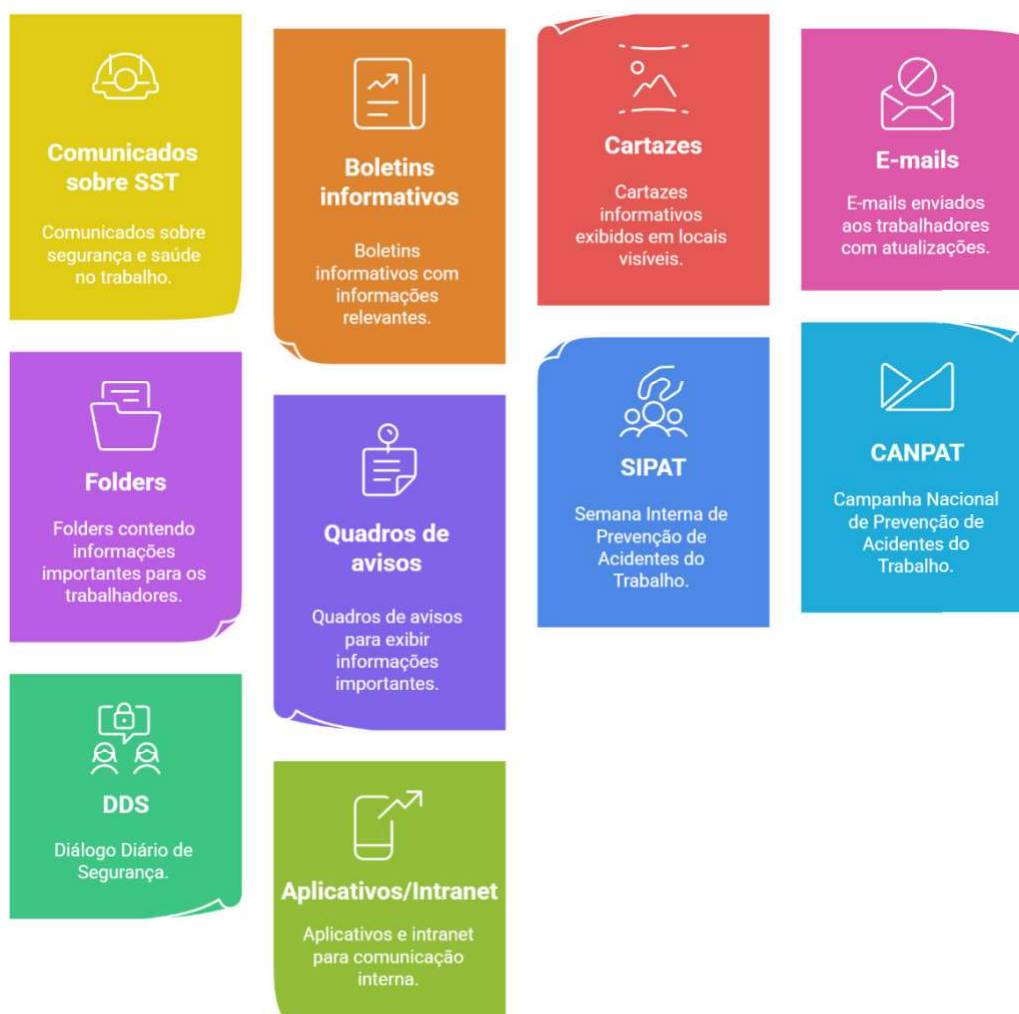 Comunicados
sobre SST
Comunicados sobre
segurança e saúde
no trabalho.
Boletins
informativos
Boletins
informativos com
informações
relevantes.
Cartazes
Cartazes
informativos
exibidos em locais
visíveis.
E-mails
E-mails enviados
aos trabalhadores
com atualizações.
Folders
Folders contendo
informações
importantes para os
trabalhadores.
Quadros de
avisos
Quadros de avisos
para exibir
informações
importantes.
SIPAT
Semana Interna de
Prevenção de
Acidentes do
Trabalho.
CANPAT
Campanha Nacional
de Prevenção de
Acidentes do
Trabalho.
DDS
Diálogo Diário de
Segurança.
Aplicativos/Intranet
Aplicativos e intranet
para comunicação
interna.